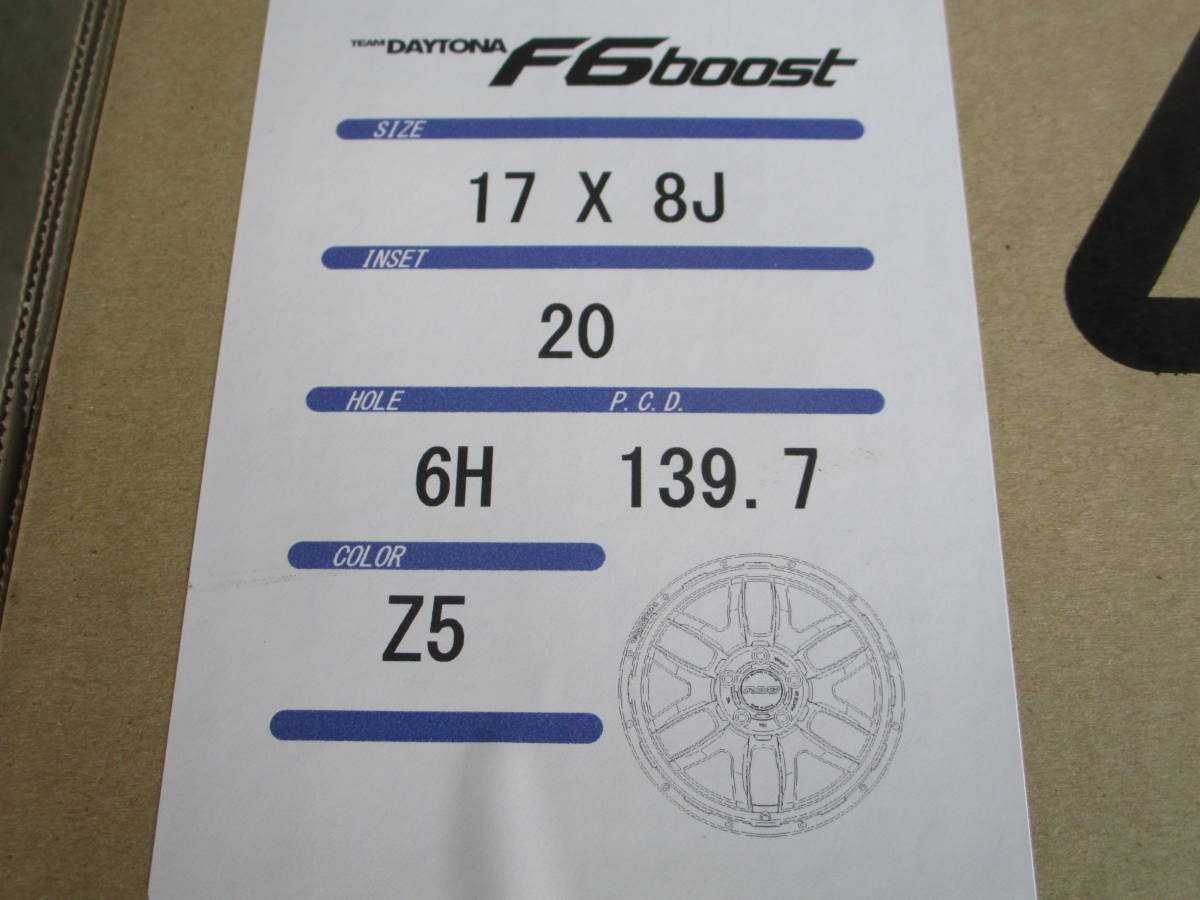 TEAM DAYTONA F6boost
SIZE
17 X 8J
INSET
20
HOLE P.C.D.
6H 139.7
COLOR
Z5